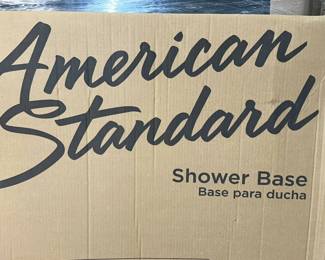 American
Standard
Shower Base
Base para ducha